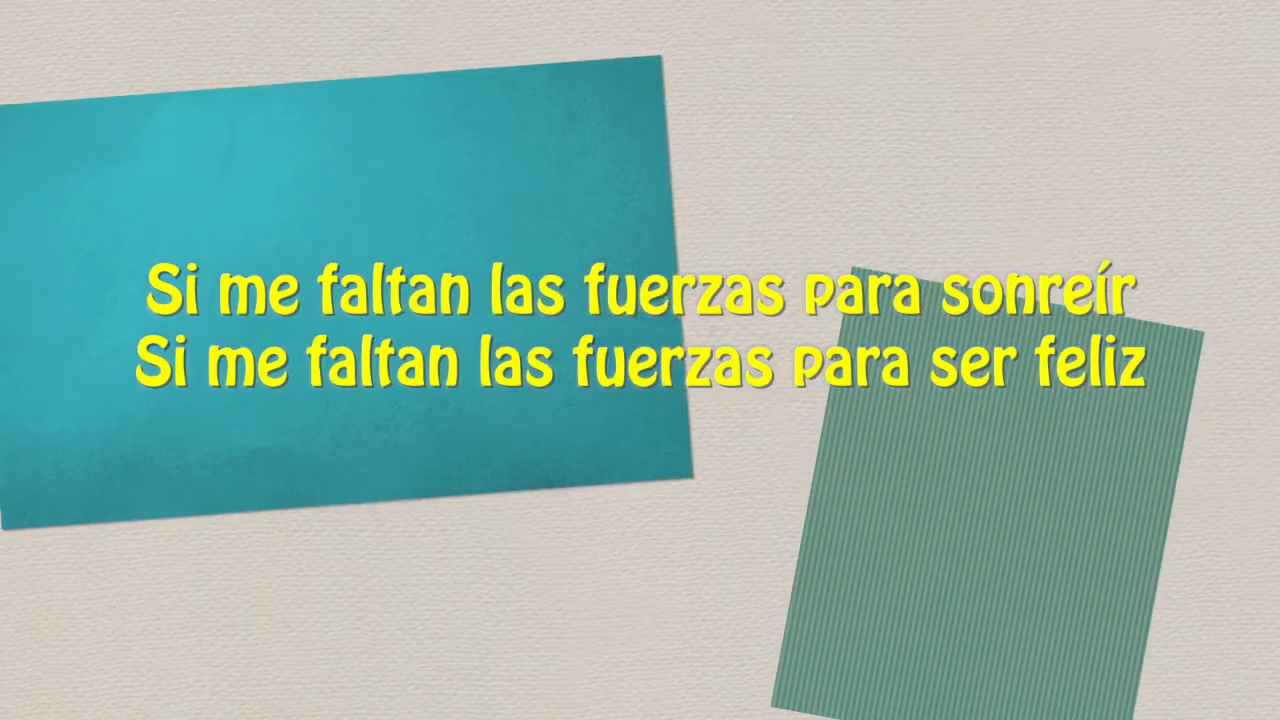 Si me faltan las fuerzas para sonreír
Si me faltan las fuerzas para ser feliz